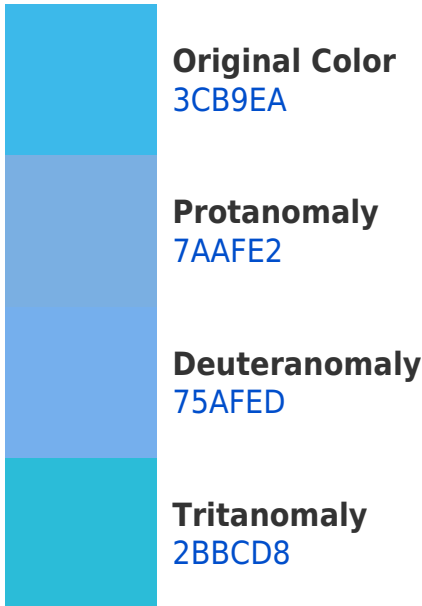 Original Color
3CB9EA
Protanomaly
7AAFE2
Deuteranomaly
75AFED
Tritanomaly
2BBCD8